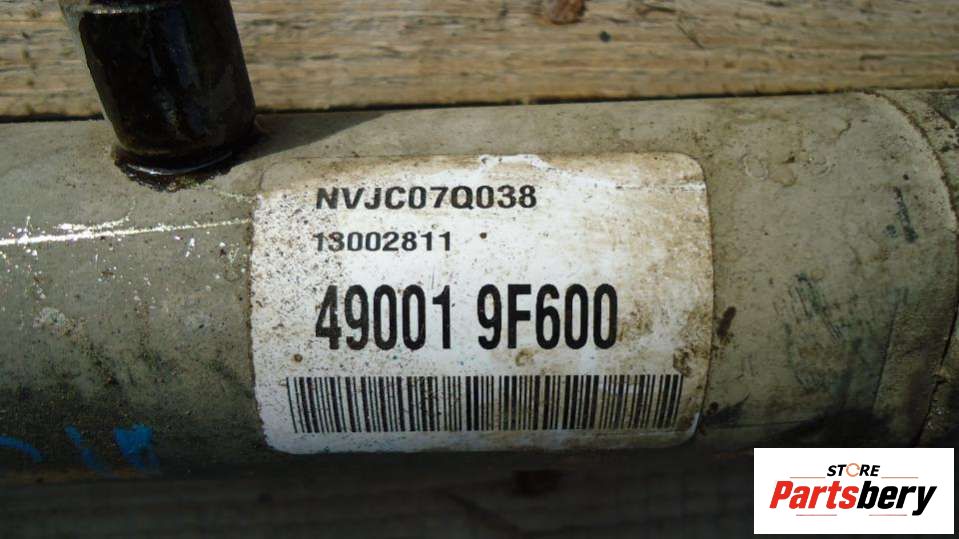 NVJC07Q038
13002811
49001 9F600
STORE
Partsbery